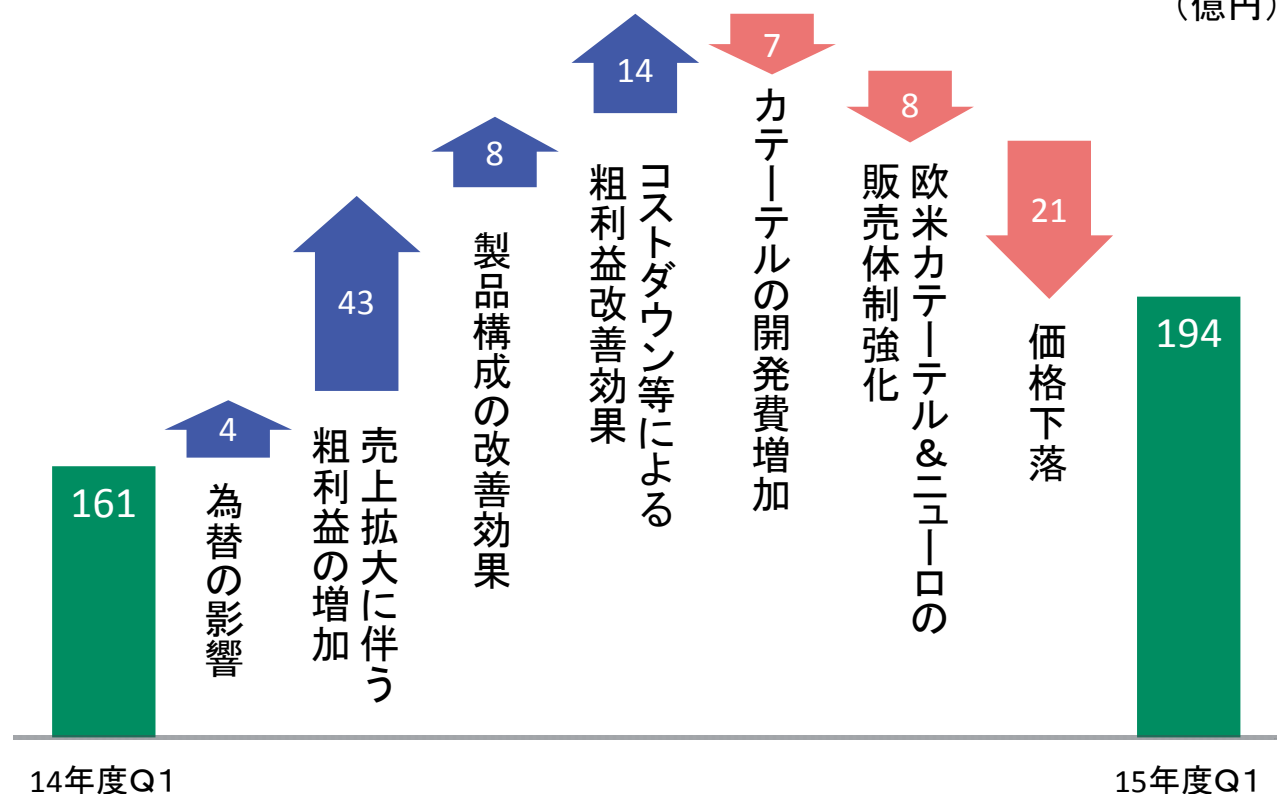 （億円）
161
4
為替の影響
43
売上拡大に伴う
粗利益の増加
8
製品構成の改善効果
14
コストダウン等による
粗利益改善効果
7
カテーテルの開発費増加
8
欧米カテーテル＆ニューロの
販売体制強化
21
価格下落
194
14年度Q1
15年度Q1